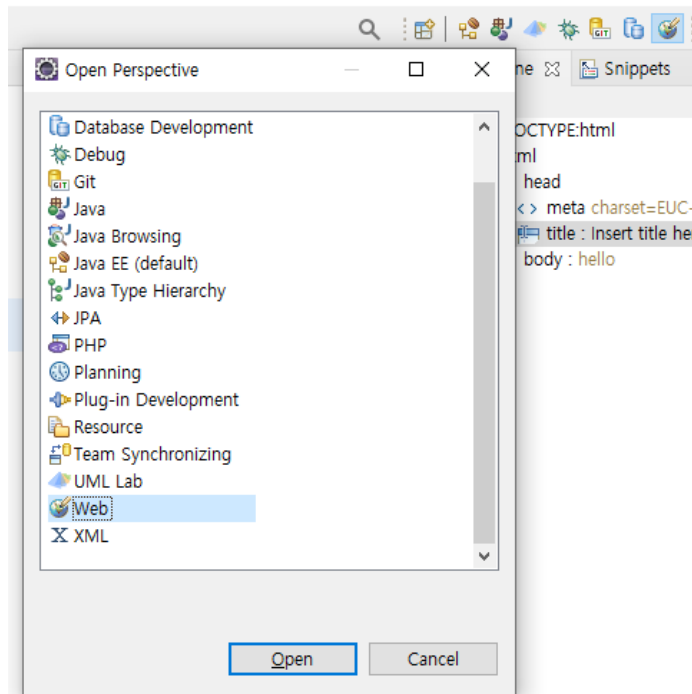 GIT
Open Perspective
ne
Snippets
Database Development
Debug
GIT
Git
Java
Java Browsing
Java EE (default)
Java Type Hierarchy
JPA
PHP
Planning
Plug-in Development
Resource
Team Synchronizing
UML Lab
Web
X XML
OCTYPE:html
ml
head
<> meta charset=EUC-
title : Insert title he
body : hello
Open
Cancel